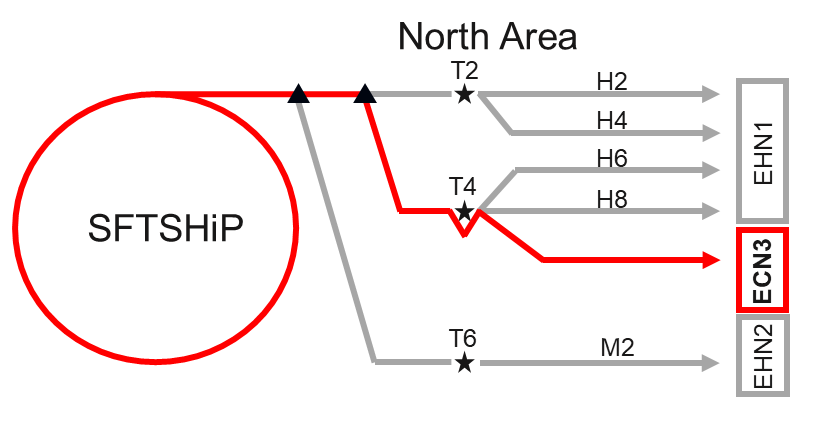 North Area
T2
H2
H4
EHN1
H6
T4
H8
SFTSHiP
ECN3
T6
M2
EHN2